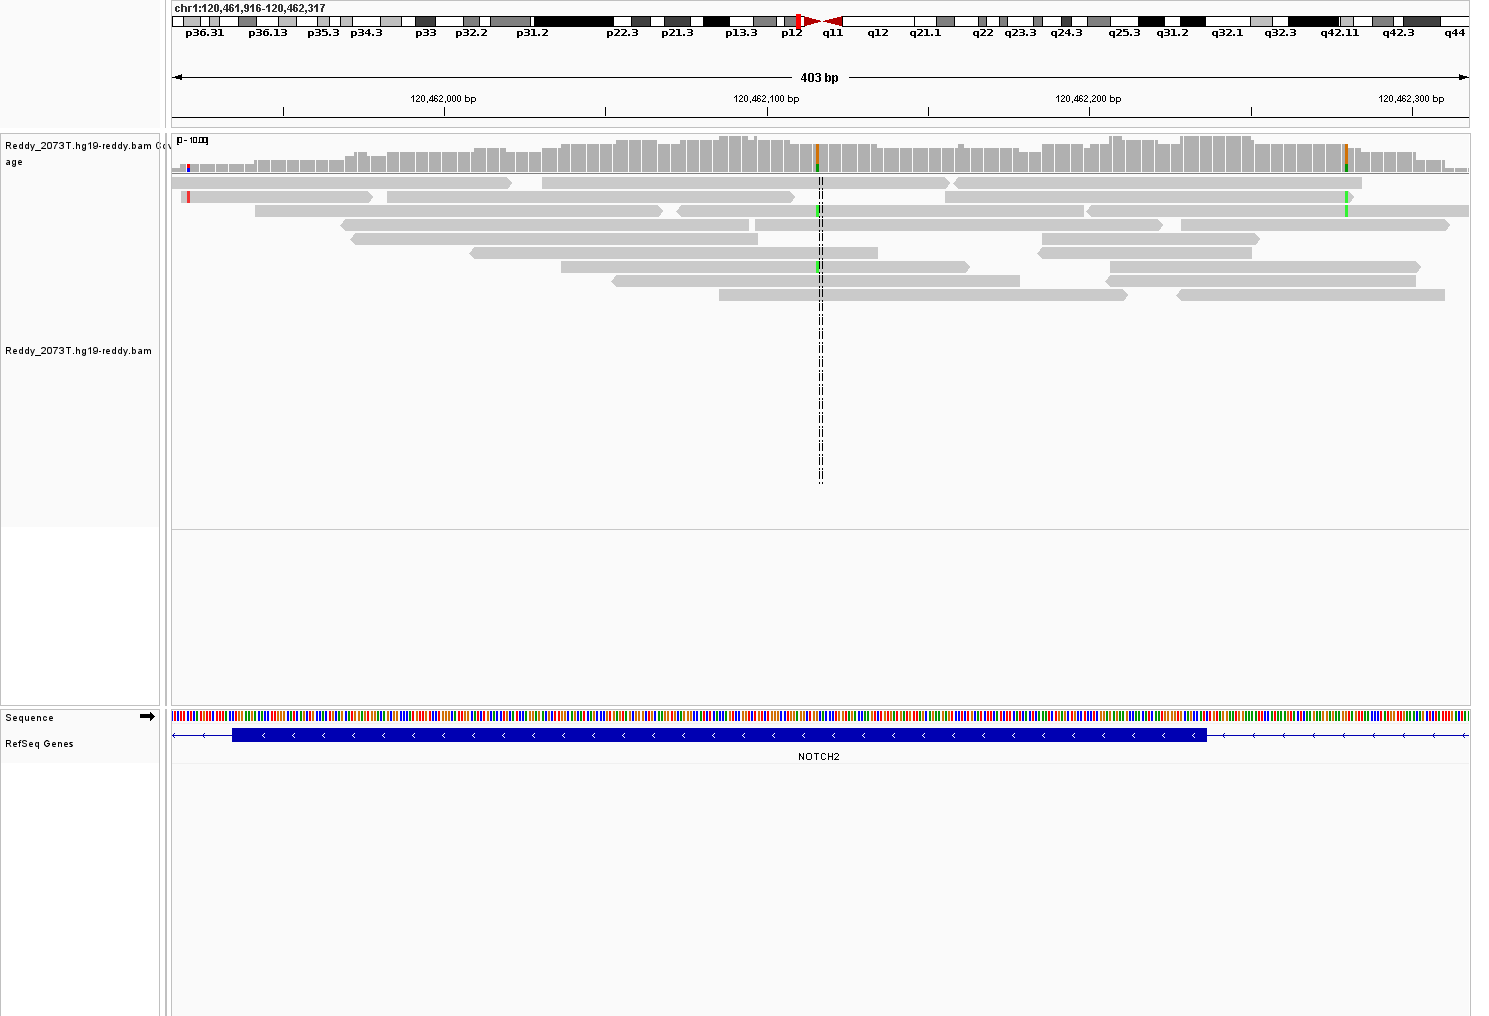 chr1:120,461,916-120,462,317
p36.31 p36.13 p35.3 p34.3 p33 p32.2 p31.2 p22.3 p21.3 p13.3 p12 q11 q12 q21.1 q22 q23.3 q24.3 q25.3 q31.2 q32.1 q32.3 q42.11 q42.3 q44
403 bp
120,462,000 bp 120,462,100 bp 120,462,200 bp 120,462,300 bp
Reddy_2073T.hg19-reddy.bam Cov
age
[0 - 10.00]
Reddy_2073T.hg19-reddy.bam
Sequence
RefSeq Genes
NOTCH2